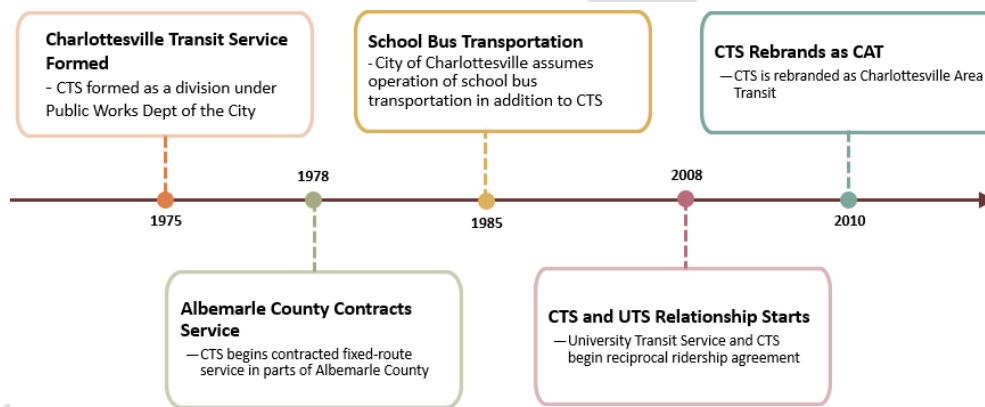 Charlottesville Transit Service
Formed
- CTS formed as a division under
Public Works Dept of the City
School Bus Transportation
- City of Charlottesville assumes
operation of school bus
transportation in addition to CTS
CTS Rebrands as CAT
—CTS is rebranded as Charlottesville Area
Transit
1975
1978
1985
2008
2010
Albemarle County Contracts
Service
—CTS begins contracted fixed-route
service in parts of Albemarle County
CTS and UTS Relationship Starts
—University Transit Service and CTS
begin reciprocal ridership agreement